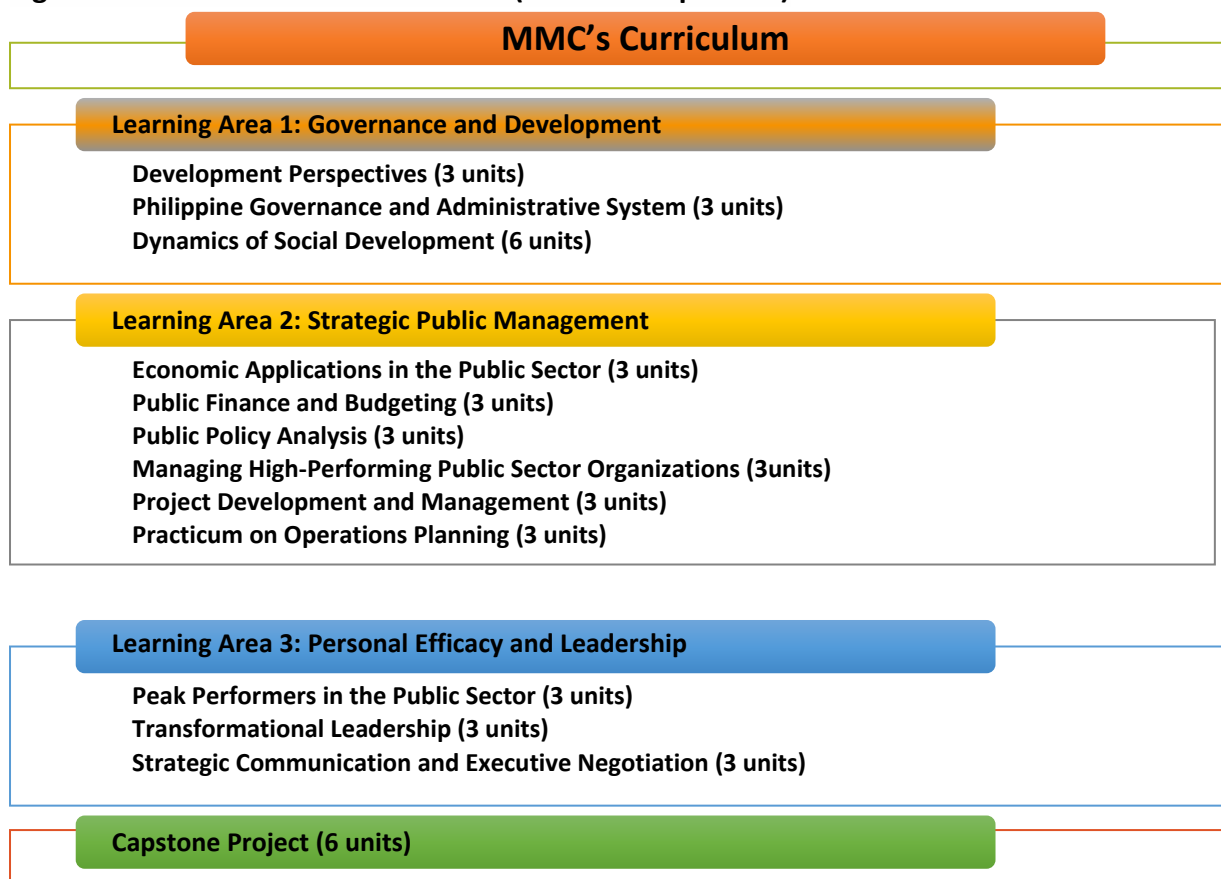 MMC’s Curriculum
Learning Area 1: Governance and Development
Development Perspectives (3 units)
Philippine Governance and Administrative System (3 units)
Dynamics of Social Development (6 units)
Learning Area 2: Strategic Public Management
Economic Applications in the Public Sector (3 units)
Public Finance and Budgeting (3 units)
Public Policy Analysis (3 units)
Managing High-Performing Public Sector Organizations (3units)
Project Development and Management (3 units)
Practicum on Operations Planning (3 units)
Learning Area 3: Personal Efficacy and Leadership
Peak Performers in the Public Sector (3 units)
Transformational Leadership (3 units)
Strategic Communication and Executive Negotiation (3 units)
Capstone Project (6 units)